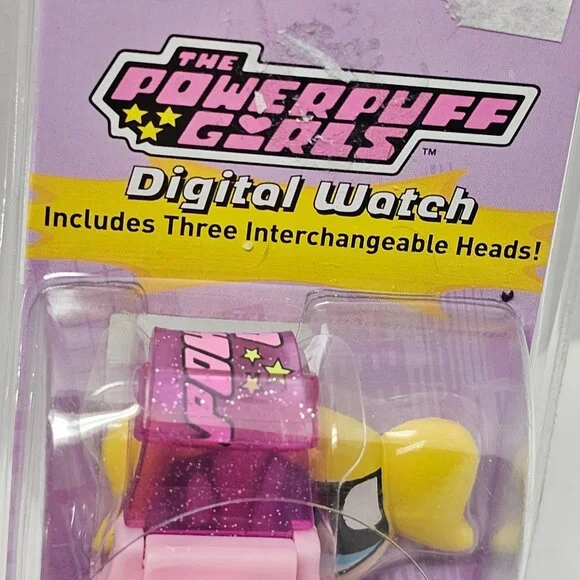 THE
POWERPUFF
GIRLS
TM
Digital Watch
Includes Three Interchangeable Heads!